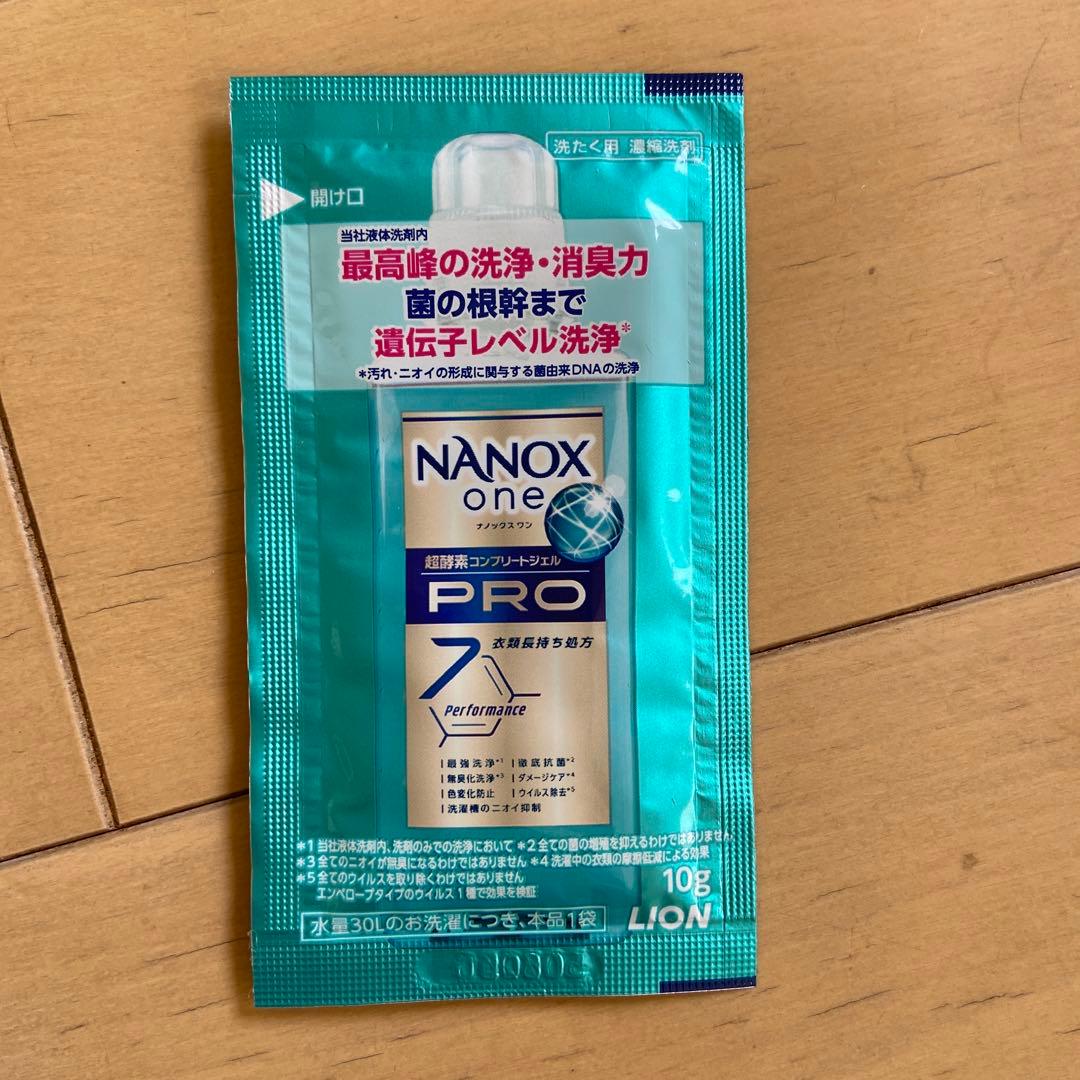 洗たく用 濃縮洗剤
開け口
当社液体洗剤内
最高峰の洗浄・消臭力
菌の根幹まで
遺伝子レベル洗浄*
*汚れ・ニオイの形成に関与する菌由来DNAの洗浄
NANOX
one
ナノックス ワン
超酵素コンプリートジェル
PRO
衣類長持ち処方
7
Performance
最強洗浄*1 徹底抗菌*2
無臭化洗浄*3 ダメージケア*4
色変化防止 ウイルス除去*5
洗濯槽のニオイ抑制
*1 当社液体洗剤内、洗剤のみでの洗浄において *2 全ての菌の増殖を抑えるわけではありません
*3 全てのニオイが無臭になるわけではありません *4 洗濯中の衣類の摩擦低減による効果
*5 全てのウイルスを取り除くわけではありません
エンベロープタイプのウイルス1種で効果を検証
10g
水量30Lのお洗濯につき、本品1袋
LION